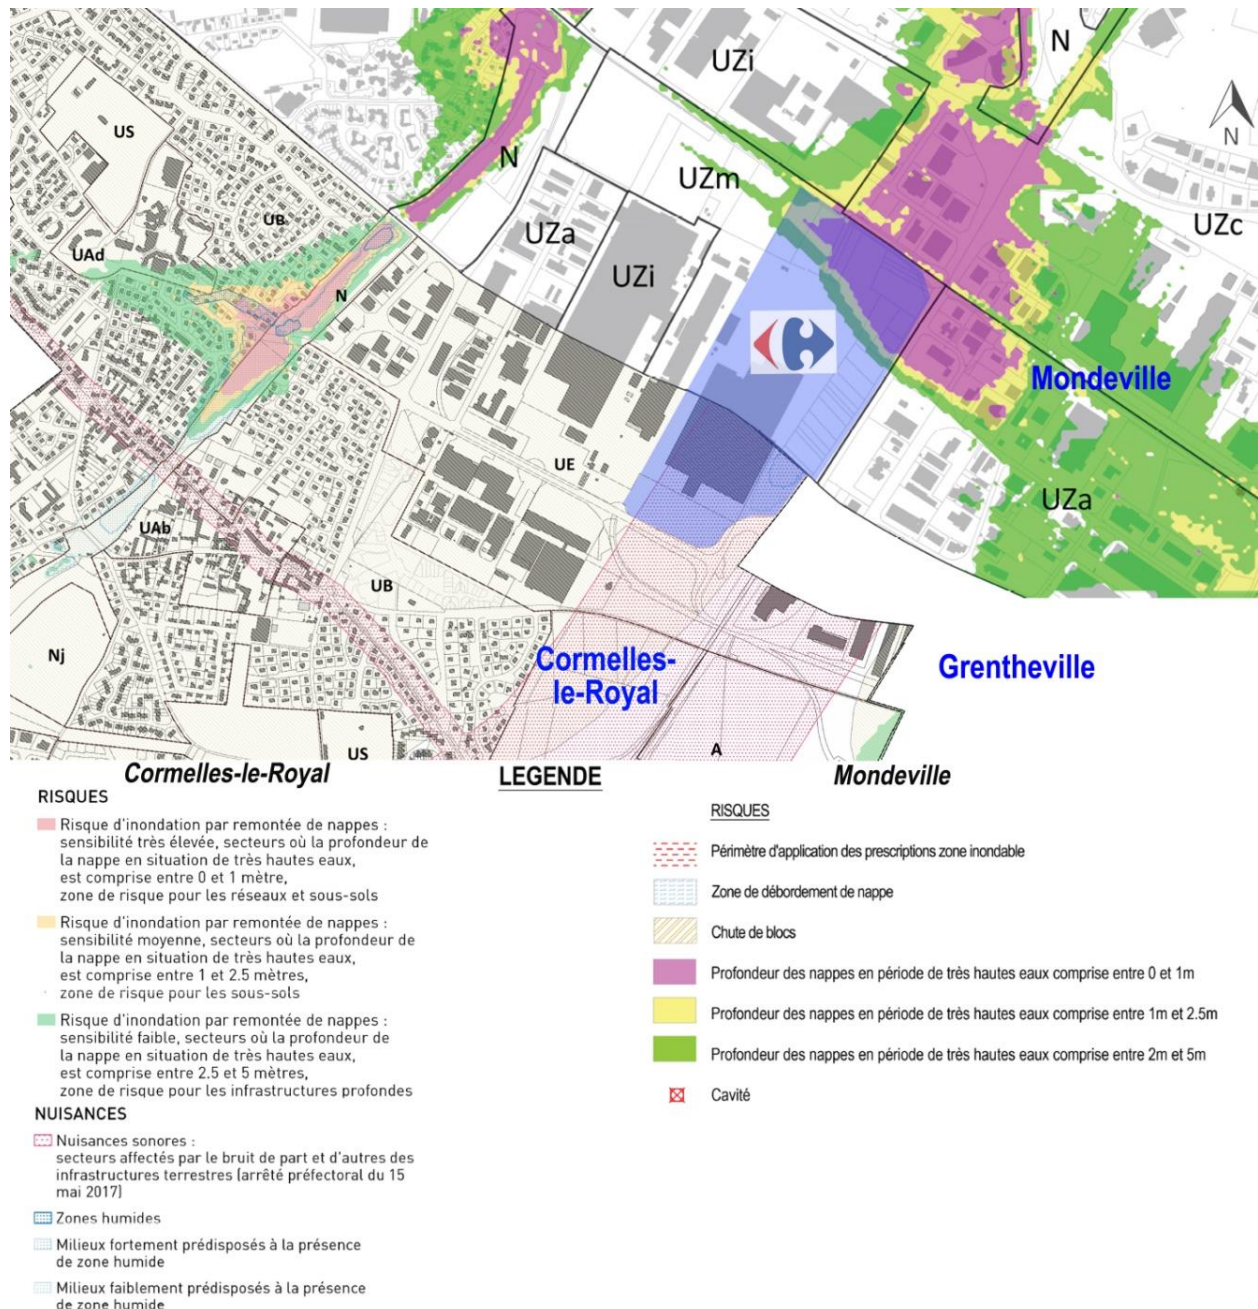 N
UZi
N
US
N
UZm
UB
UZa
UZc
UAd
UZi
N
Mondeville
UE
UZa
UAb
UB
Nj
Cormelles-
le-Royal
Grentheville
US
A
Cormelles-le-Royal
LEGENDE
Mondeville
RISQUES
Risque d'inondation par remontée de nappes :
sensibilité très élevée, secteurs où la profondeur de
la nappe en situation de très hautes eaux,
est comprise entre 0 et 1 mètre,
zone de risque pour les réseaux et sous-sols
Risque d'inondation par remontée de nappes :
sensibilité moyenne, secteurs où la profondeur de
la nappe en situation de très hautes eaux,
est comprise entre 1 et 2.5 mètres,
zone de risque pour les sous-sols
Risque d'inondation par remontée de nappes :
sensibilité faible, secteurs où la profondeur de
la nappe en situation de très hautes eaux,
est comprise entre 2.5 et 5 mètres,
zone de risque pour les infrastructures profondes
NUISANCES
Nuisances sonores :
secteurs affectés par le bruit de part et d'autres des
infrastructures terrestres (arrêté préfectoral du 15
mai 2017)
Zones humides
Milieux fortement prédisposés à la présence
de zone humide
Milieux faiblement prédisposés à la présence
de zone humide
RISQUES
Périmètre d'application des prescriptions zone inondable
Zone de débordement de nappe
Chute de blocs
Profondeur des nappes en période de très hautes eaux comprise entre 0 et 1m
Profondeur des nappes en période de très hautes eaux comprise entre 1m et 2.5m
Profondeur des nappes en période de très hautes eaux comprise entre 2m et 5m
Cavité